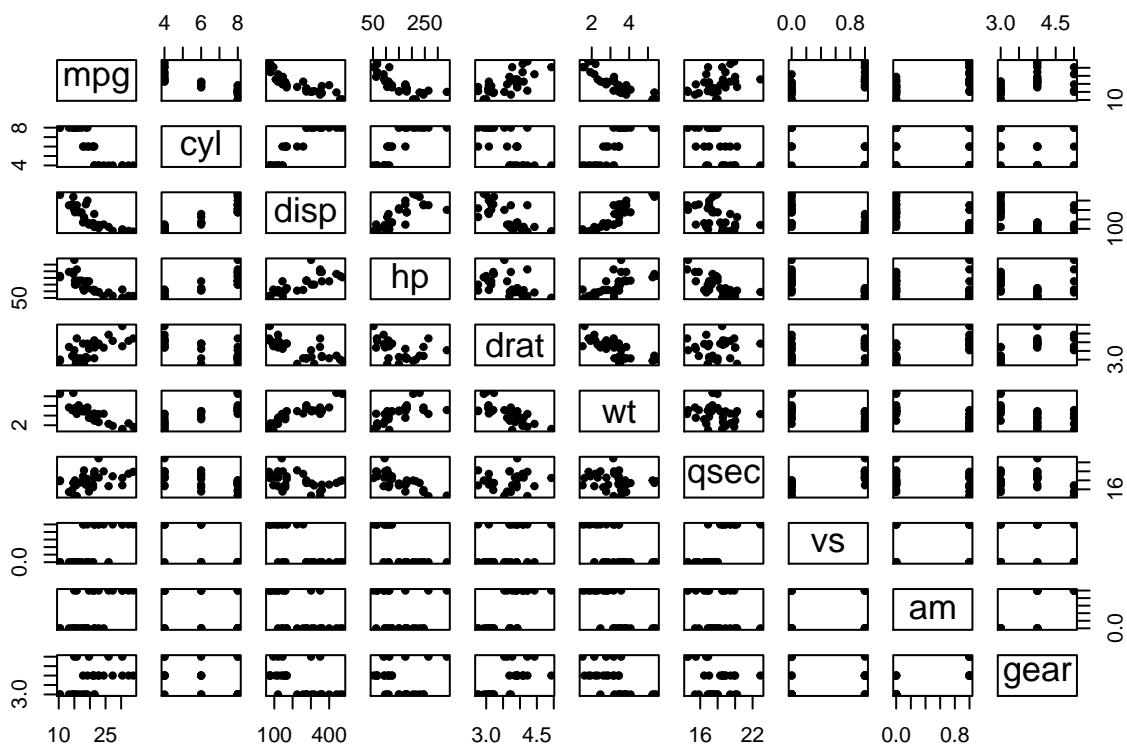 4 6 8 50 250 2 4 0.0 0.8 3.0 4.5
mpg 10
4 8 cyl
disp 100
50 hp
drat 3.0
2 wt
qsec 16
0.0 vs
am 0.0
3.0 gear
10 25 100 400 3.0 4.5 16 22 0.0 0.8